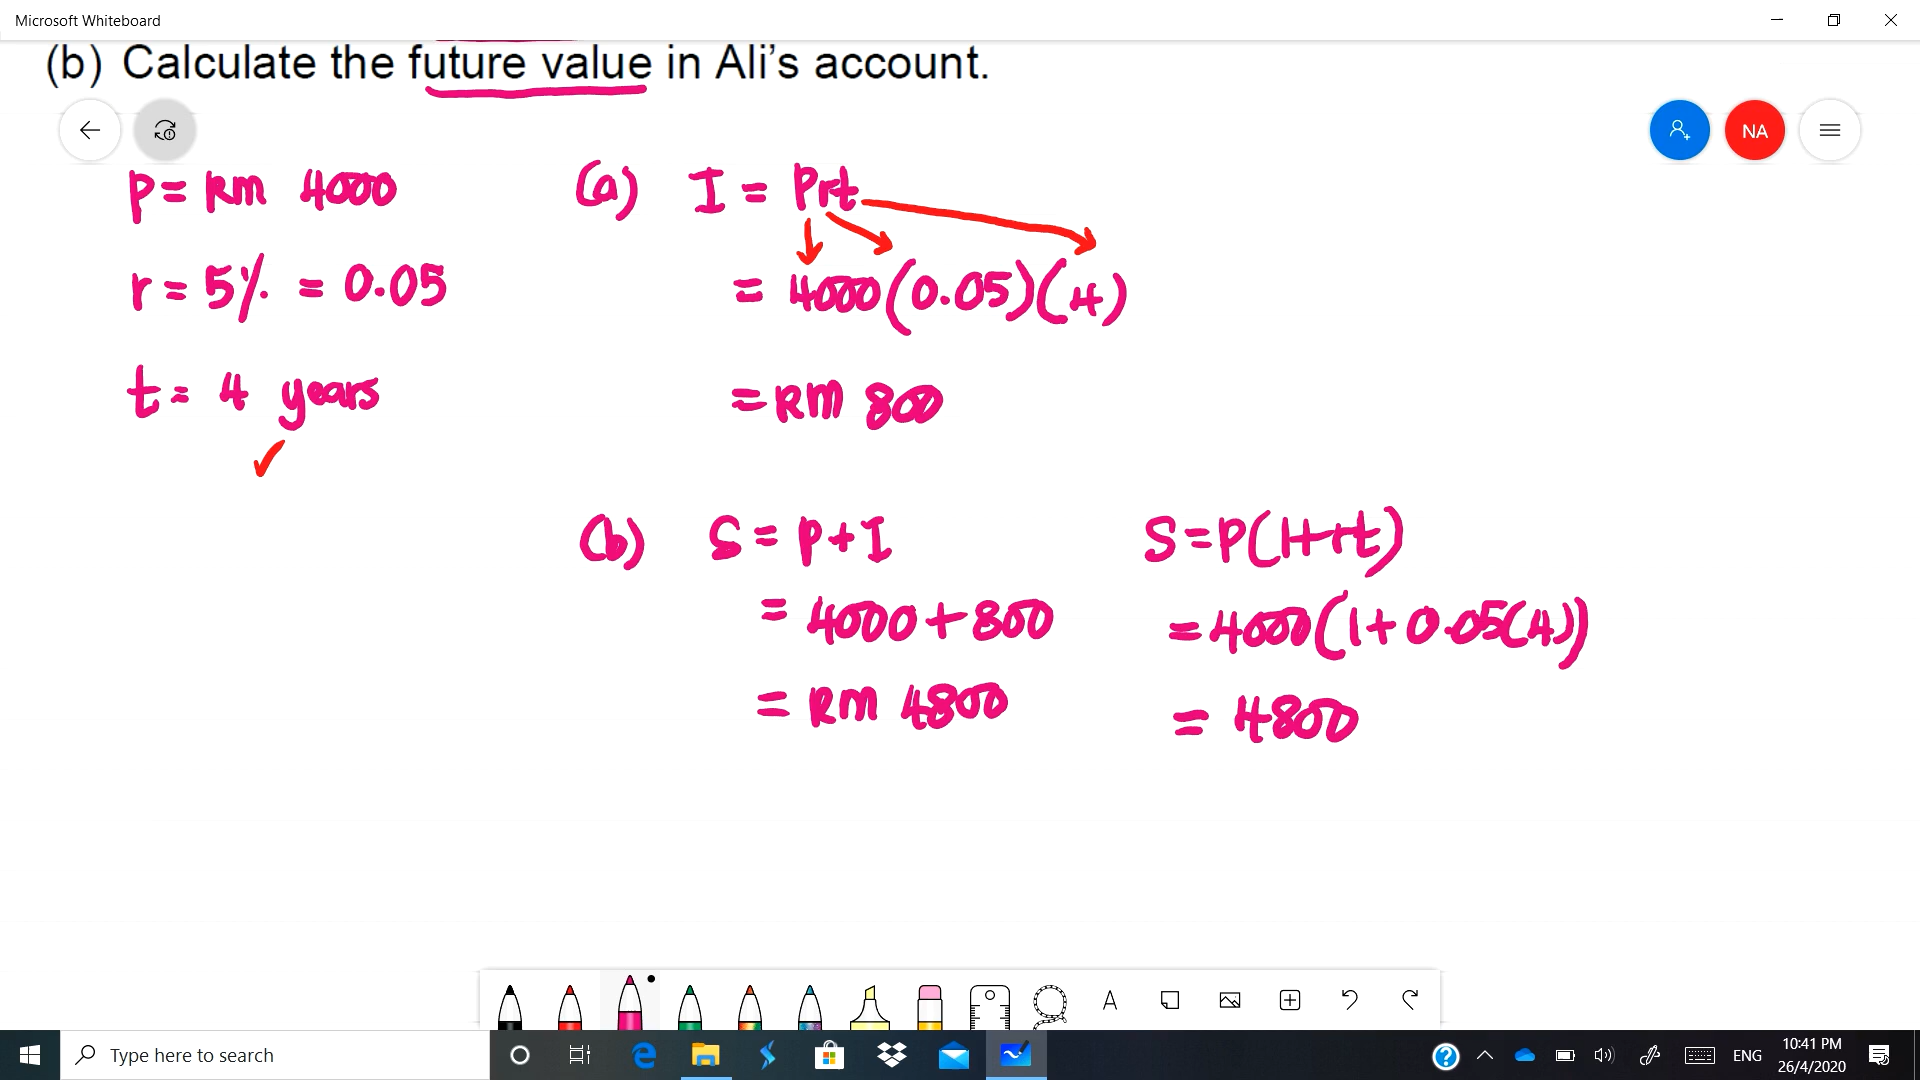 Microsoft Whiteboard
(b) Calculate the future value in Ali's account.
NA
P = RM 4000
r = 5% = 0.05
t = 4 years
(a) I = Prt
= 4000(0.05)(4)
= RM 800
(b) S = P + I
= 4000 + 800
= RM 4800
S = P(1+rt)
= 4000(1 + 0.05(4))
= 4800
A
Type here to search
ENG
10:41 PM
26/4/2020